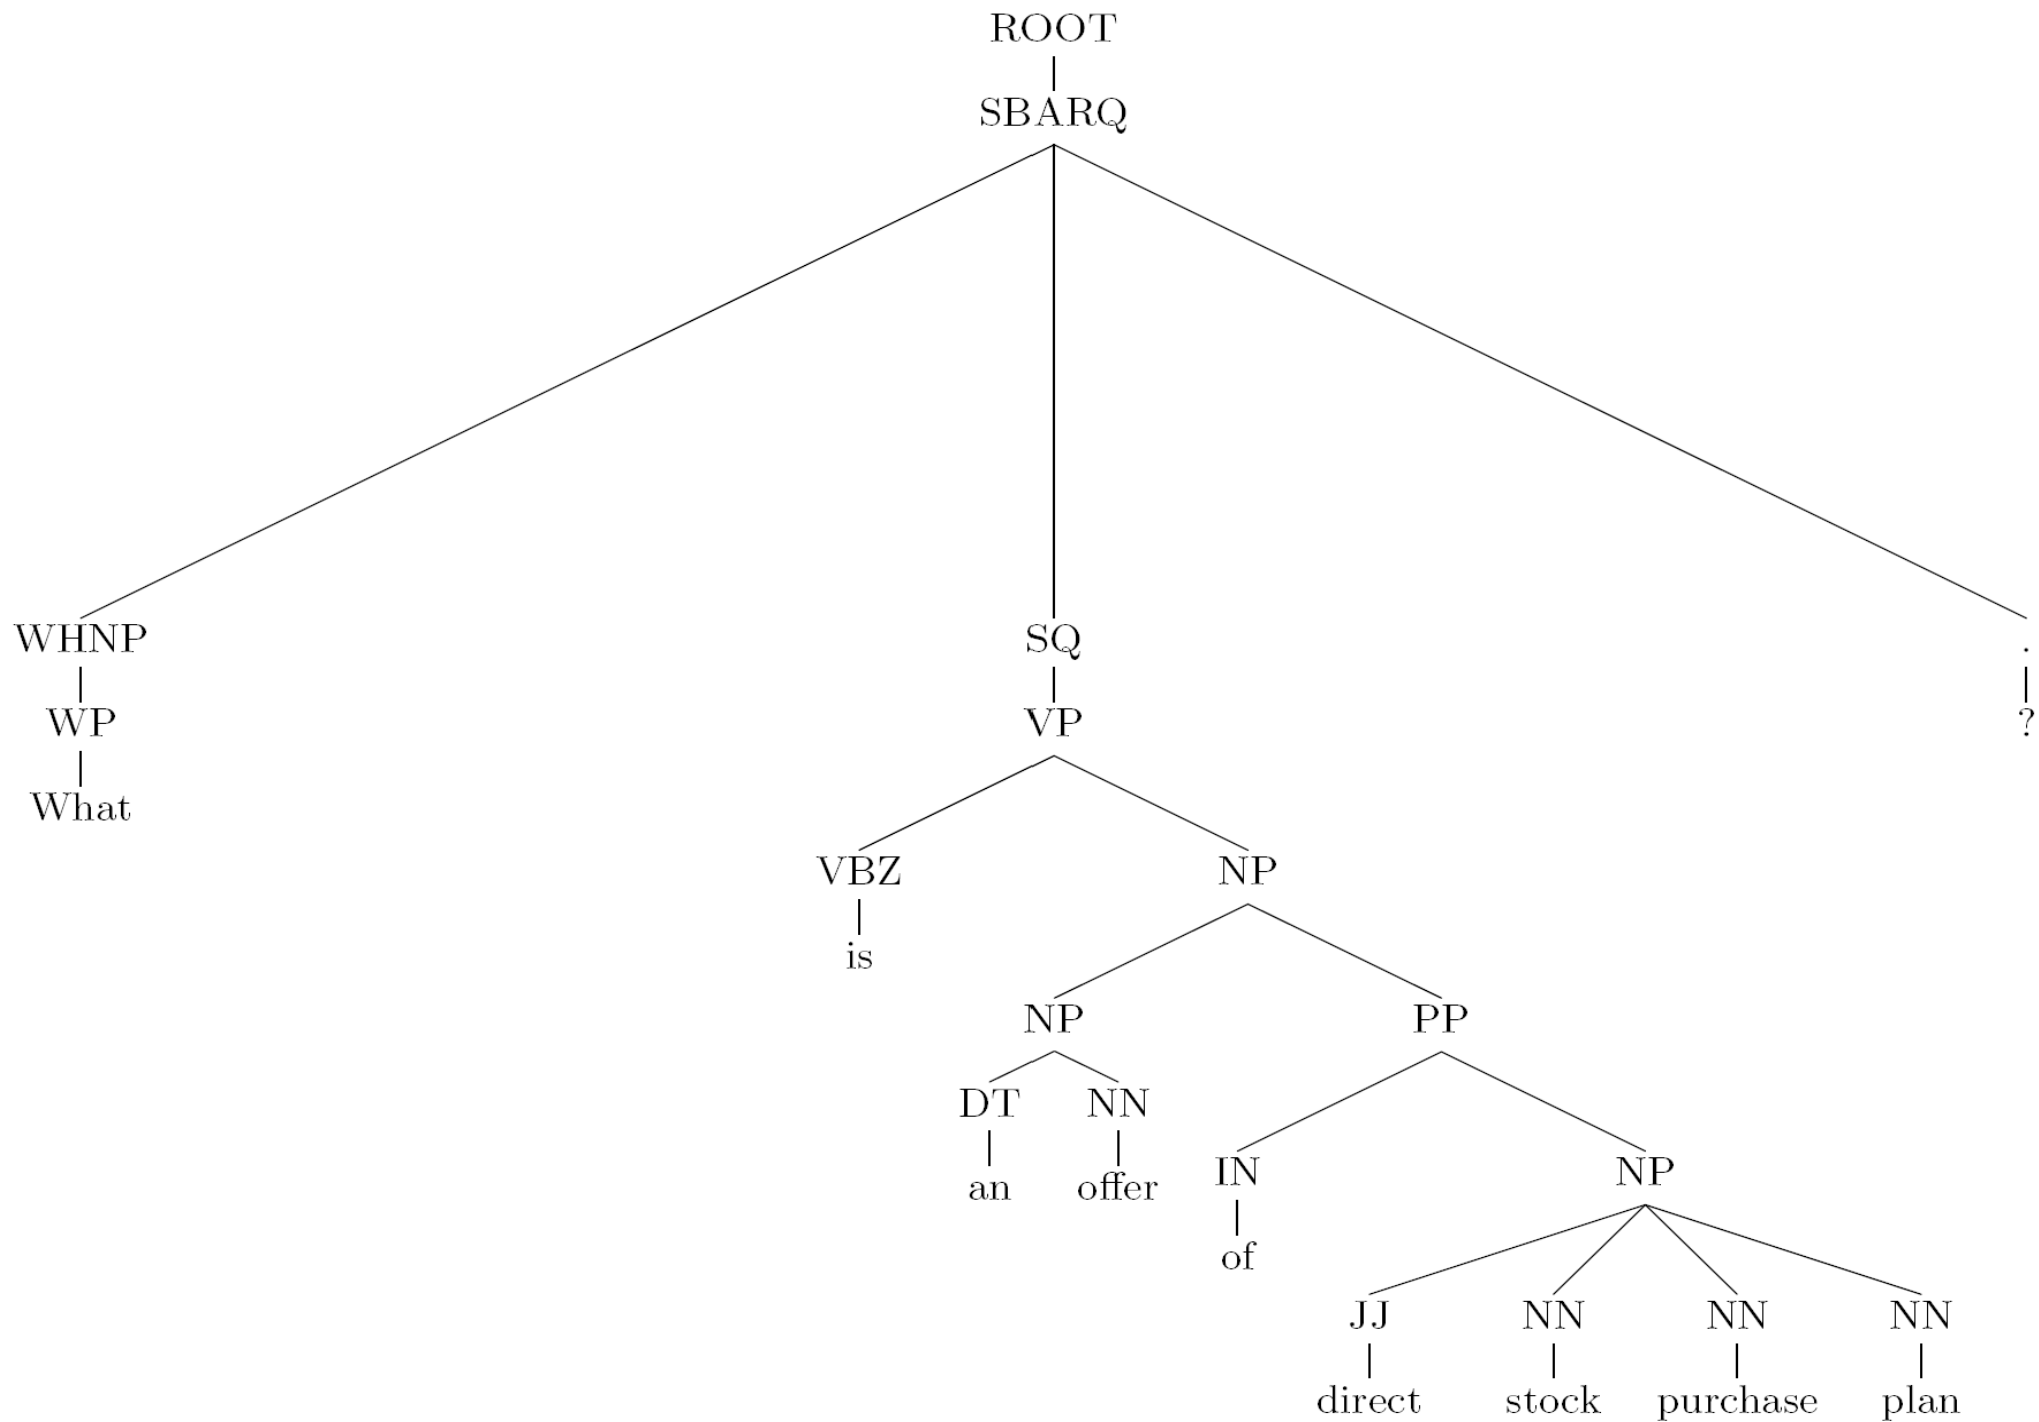 ROOT
SBARQ
WHNP SQ .
WP VP ?
What
VBZ NP
is
NP PP
DT NN
an offer
IN NP
of
JJ NN NN NN
direct stock purchase plan